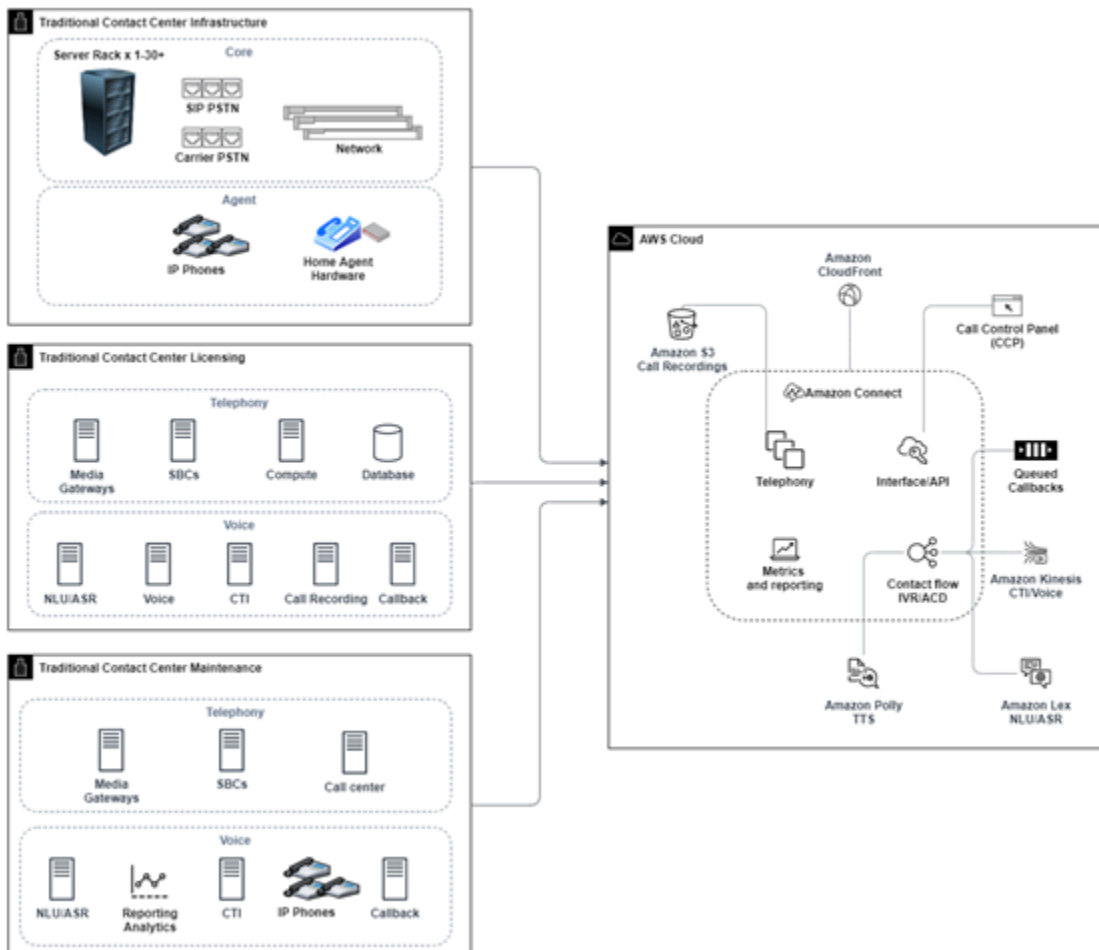 Traditional Contact Center Infrastructure
Core
Server Rack x 1-30+
SIP PSTN
Carrier PSTN
Network
Agent
IP Phones
Home Agent
Hardware
Traditional Contact Center Licensing
Telephony
Media
Gateways
SBCs
Compute
Database
Voice
NLU/ASR
Voice
CTI
Call Recording
Callback
Traditional Contact Center Maintenance
Telephony
Media
Gateways
SBCs
Call center
Voice
NLU/ASR
Reporting
Analytics
CTI
IP Phones
Callback
AWS Cloud
Amazon
CloudFront
Amazon S3
Call Recordings
Call Control Panel
(CCP)
Amazon Connect
Telephony
Interface/API
Queued
Callbacks
Metrics
and reporting
Contact flow
IVR/ACD
Amazon Kinesis
CTI/Voice
Amazon Polly
TTS
Amazon Lex
NLU/ASR